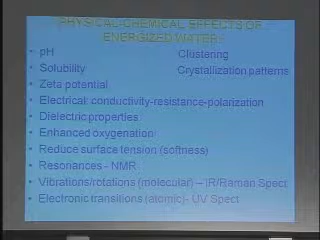 PHYSICAL-CHEMICAL EFFECTS OF
ENERGIZED WATER:
• pH Clustering
• Solubility Crystallization patterns
• Zeta potential
• Electrical: conductivity-resistance-polarization
• Dielectric properties
• Enhanced oxygenation
• Reduce surface tension (softness)
• Resonances - NMR
• Vibrations/rotations (molecular) – IR/Raman Spect
• Electronic transitions (atomic)- UV Spect